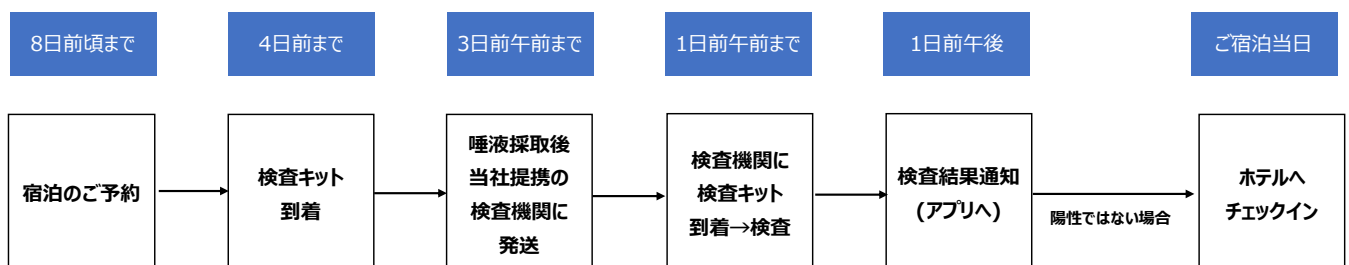 8日前頃まで
4日前まで
3日前午前まで
1日前午前まで
1日前午後
ご宿泊当日
宿泊のご予約
検査キット
到着
唾液採取後
当社提携の
検査機関に
発送
検査機関に
検査キット
到着→検査
検査結果通知
(アプリへ)
陽性ではない場合
ホテルへ
チェックイン